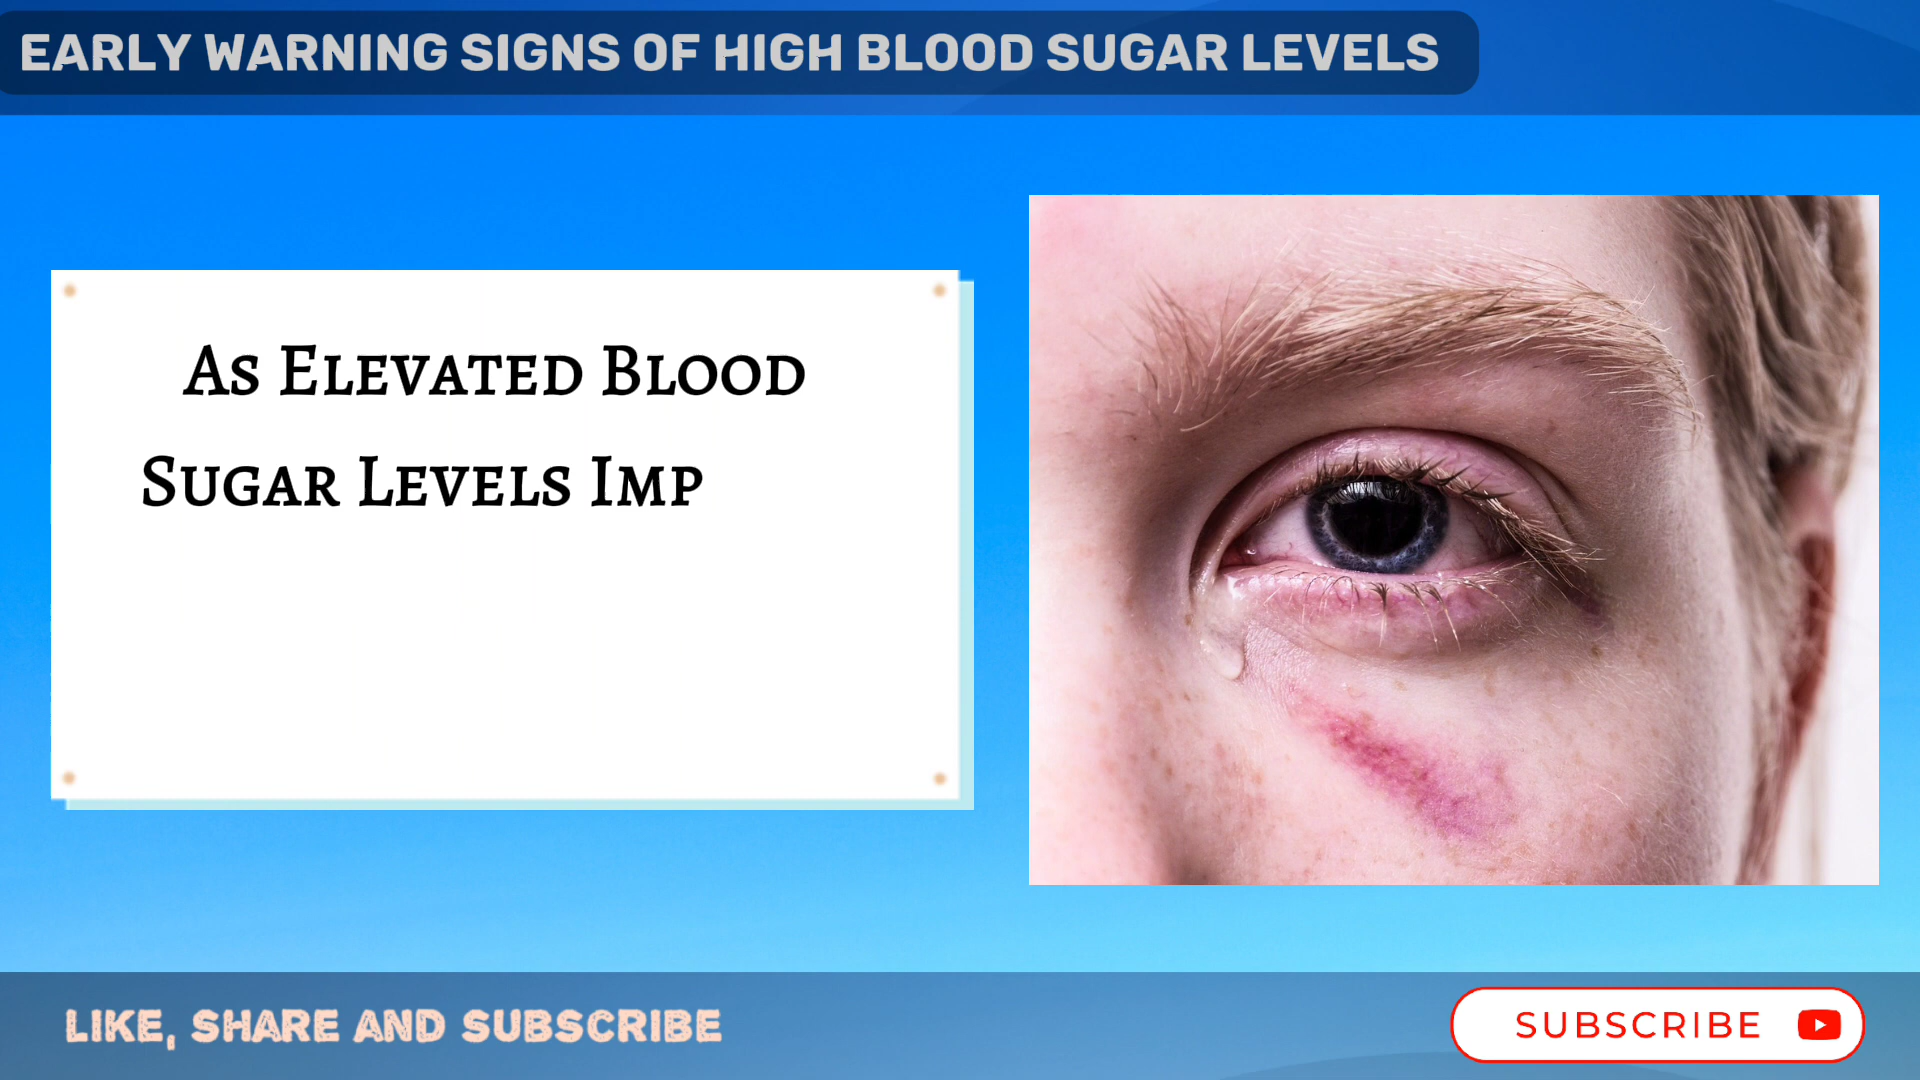 EARLY WARNING SIGNS OF HIGH BLOOD SUGAR LEVELS
As Elevated Blood
Sugar Levels Imp
LIKE, SHARE AND SUBSCRIBE
SUBSCRIBE